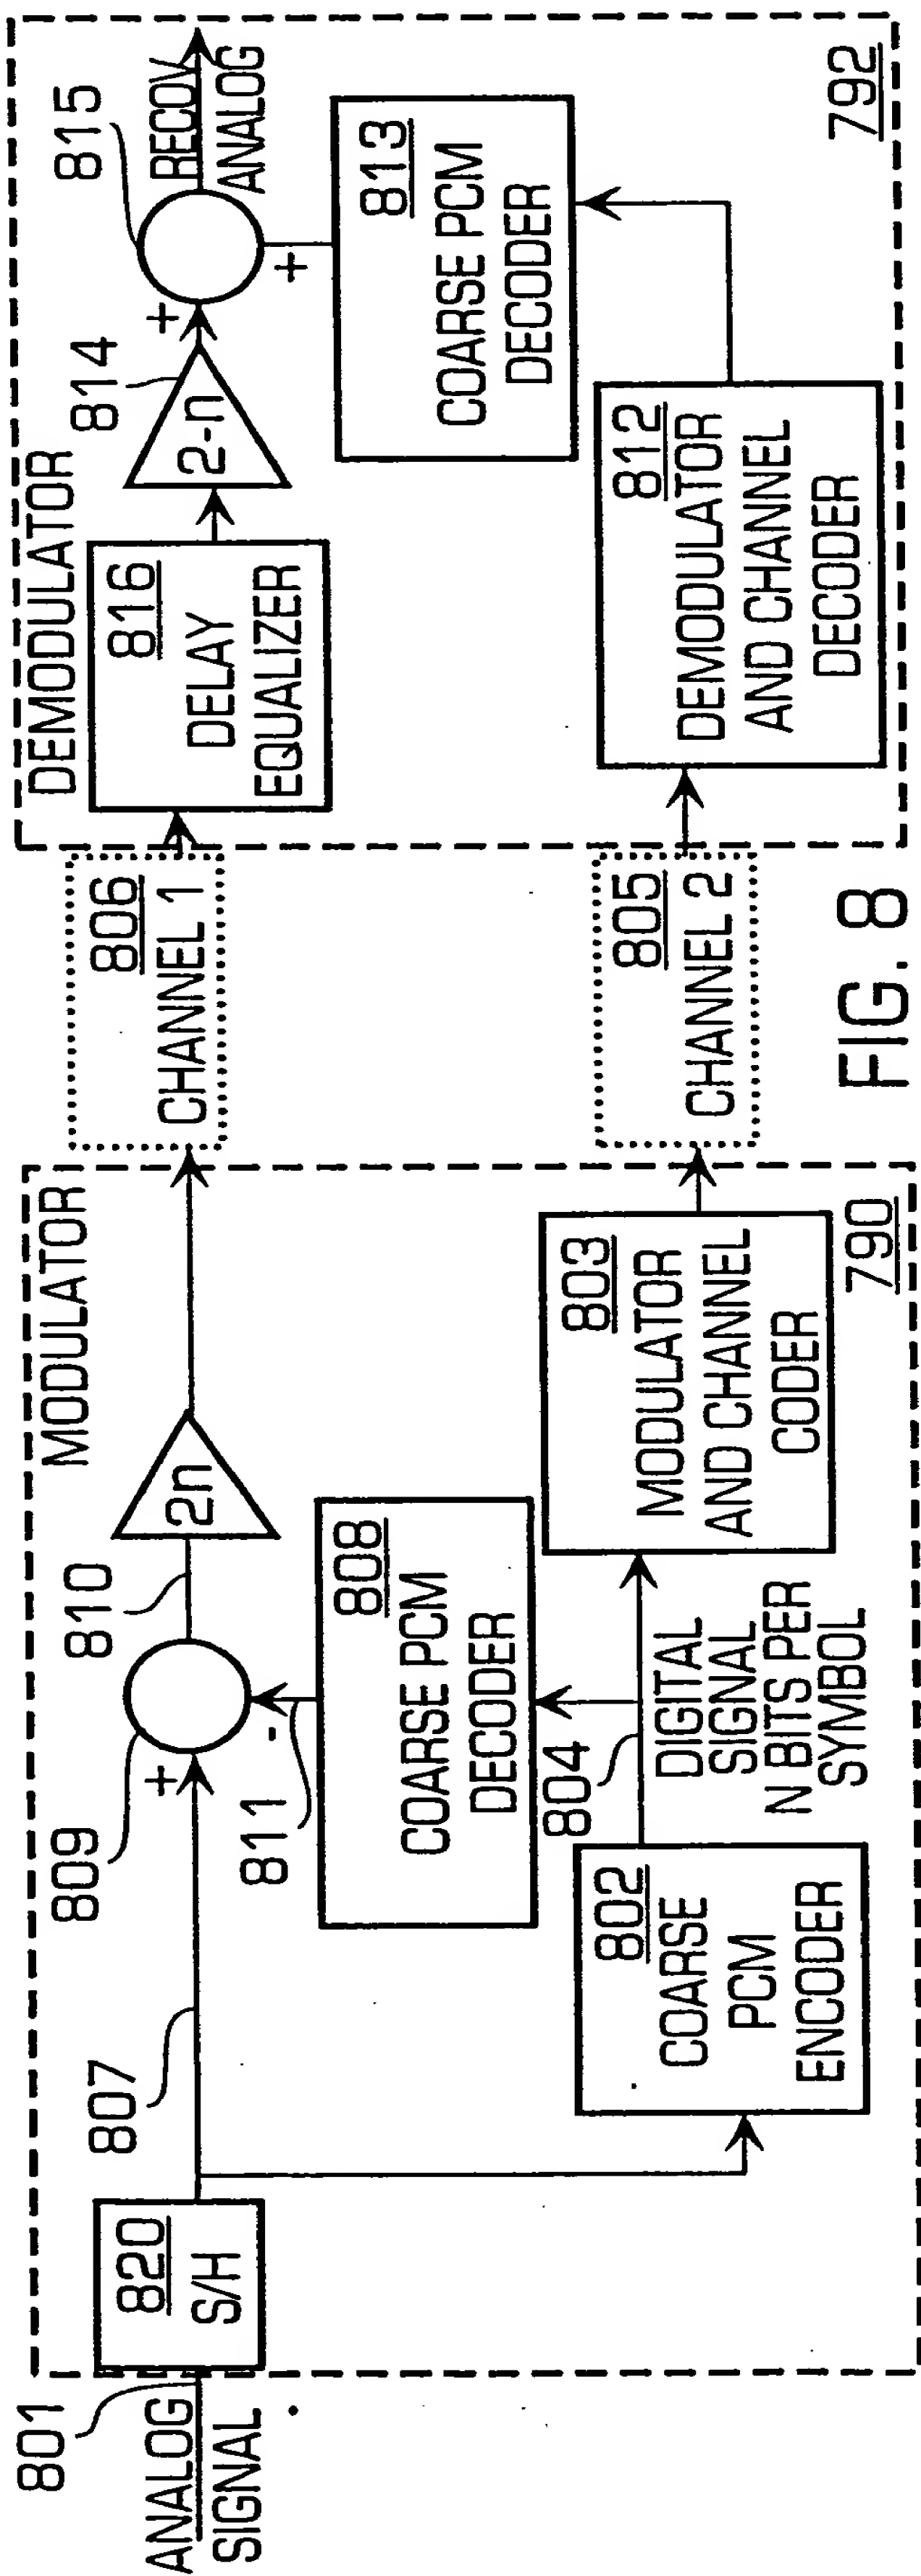 801
ANALOG
SIGNAL
MODULATOR
820
S/H
807
809
+
-
811
810
2n
808
COARSE PCM
DECODER
802
COARSE
PCM
ENCODER
804
DIGITAL
SIGNAL
N BITS PER
SYMBOL
803
MODULATOR
AND CHANNEL
CODER
790
806
CHANNEL 1
805
CHANNEL 2
DEMODULATOR
816
DELAY
EQUALIZER
814
2-n
+
815
+
RECOV
ANALOG
813
COARSE PCM
DECODER
812
DEMODULATOR
AND CHANNEL
DECODER
792
FIG. 8